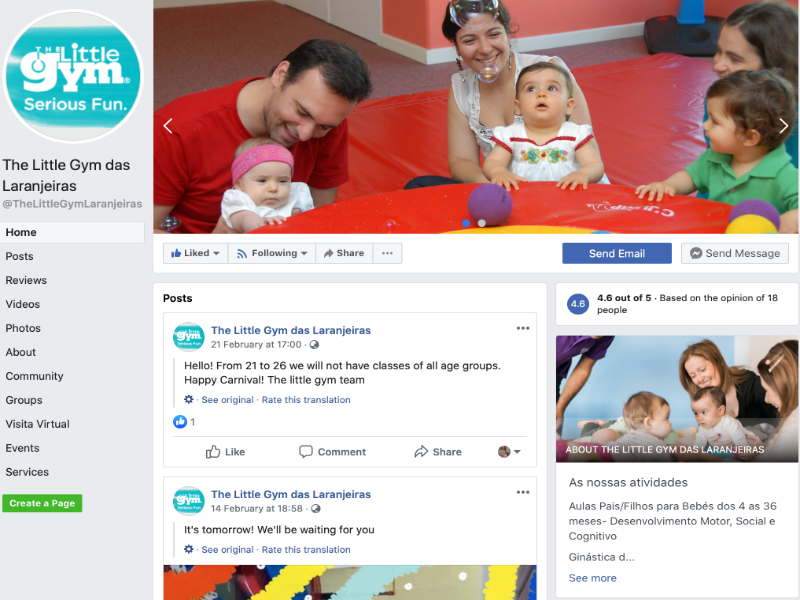 THE Little
gym®
Serious Fun.
The Little Gym das
Laranjeiras
@TheLittleGymLaranjeiras
Home
Posts
Reviews
Videos
Photos
About
Community
Groups
Visita Virtual
Events
Services
Create a Page
Liked
Following
Share
Send Email
Send Message
Posts
The Little Gym das Laranjeiras
21 February at 17:00 ·
Hello! From 21 to 26 we will not have classes of all age groups.
Happy Carnival! The little gym team
· See original · Rate this translation
1
Like
Comment
Share
The Little Gym das Laranjeiras
14 February at 18:58 ·
It's tomorrow! We'll be waiting for you
· See original · Rate this translation
4.6
4.6 out of 5 · Based on the opinion of 18
people
ABOUT THE LITTLE GYM DAS LARANJEIRAS
As nossas atividades
Aulas Pais/Filhos para Bebés dos 4 as 36
meses- Desenvolvimento Motor, Social e
Cognitivo
Ginástica d...
See more